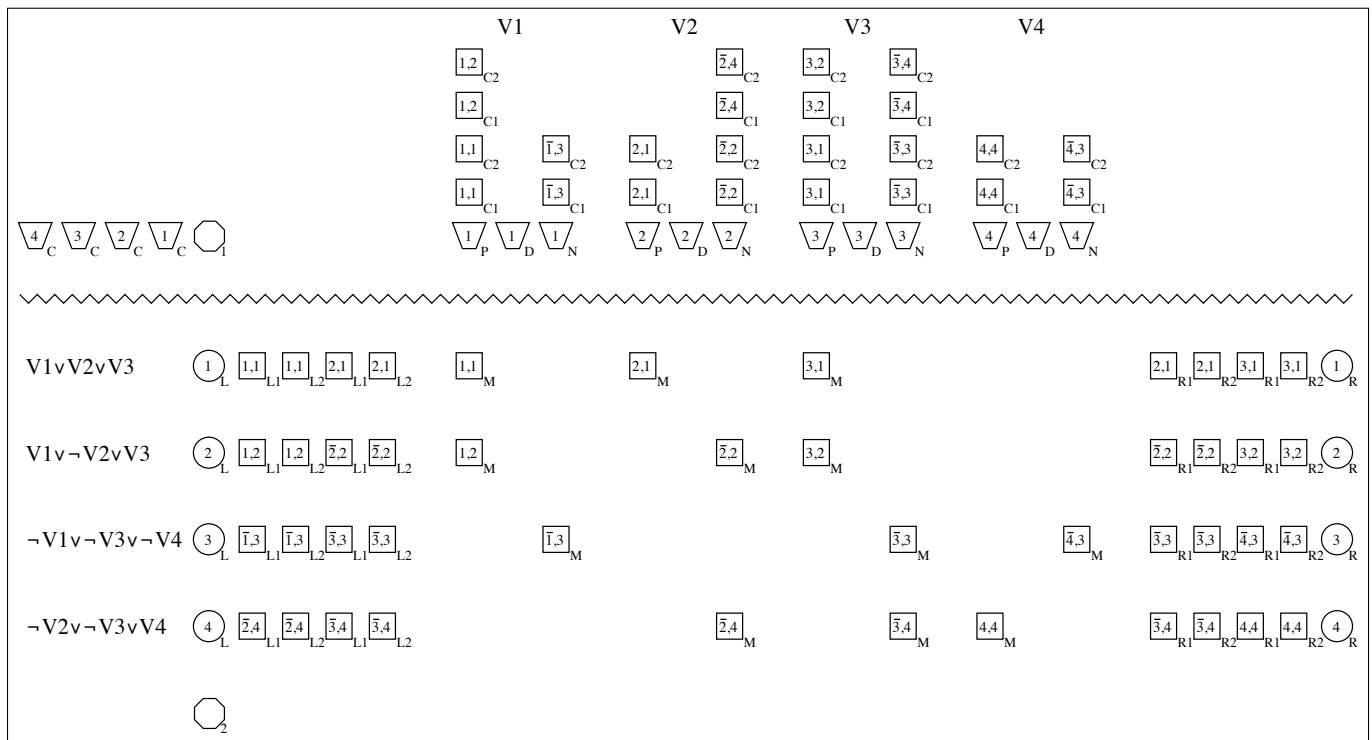 V1 V2 V3 V4
1,2 C2 2̅,4 C2 3,2 C2 3̅,4 C2
1,2 C1 2̅,4 C1 3,2 C1 3̅,4 C1
1,1 C2 1̅,3 C2 2,1 C2 2̅,2 C2 3,1 C2 3̅,3 C2 4,4 C2 4̅,3 C2
1,1 C1 1̅,3 C1 2,1 C1 2̅,2 C1 3,1 C1 3̅,3 C1 4,4 C1 4̅,3 C1
4 C 3 C 2 C 1 C 1 1 P 1 D 1 N 2 P 2 D 2 N 3 P 3 D 3 N 4 P 4 D 4 N
V1∨V2∨V3 1 L 1,1 L1 1,1 L2 2,1 L1 2,1 L2 1,1 M 2,1 M 3,1 M 2,1 R1 2,1 R2 3,1 R1 3,1 R2 1 R
V1∨¬V2∨V3 2 L 1,2 L1 1,2 L2 2̅,2 L1 2̅,2 L2 1,2 M 2̅,2 M 3,2 M 2̅,2 R1 2̅,2 R2 3,2 R1 3,2 R2 2 R
¬V1∨¬V3∨¬V4 3 L 1̅,3 L1 1̅,3 L2 3̅,3 L1 3̅,3 L2 1̅,3 M 3̅,3 M 4̅,3 M 3̅,3 R1 3̅,3 R2 4̅,3 R1 4̅,3 R2 3 R
¬V2∨¬V3∨V4 4 L 2̅,4 L1 2̅,4 L2 3̅,4 L1 3̅,4 L2 2̅,4 M 3̅,4 M 4,4 M 3̅,4 R1 3̅,4 R2 4,4 R1 4,4 R2 4 R
2